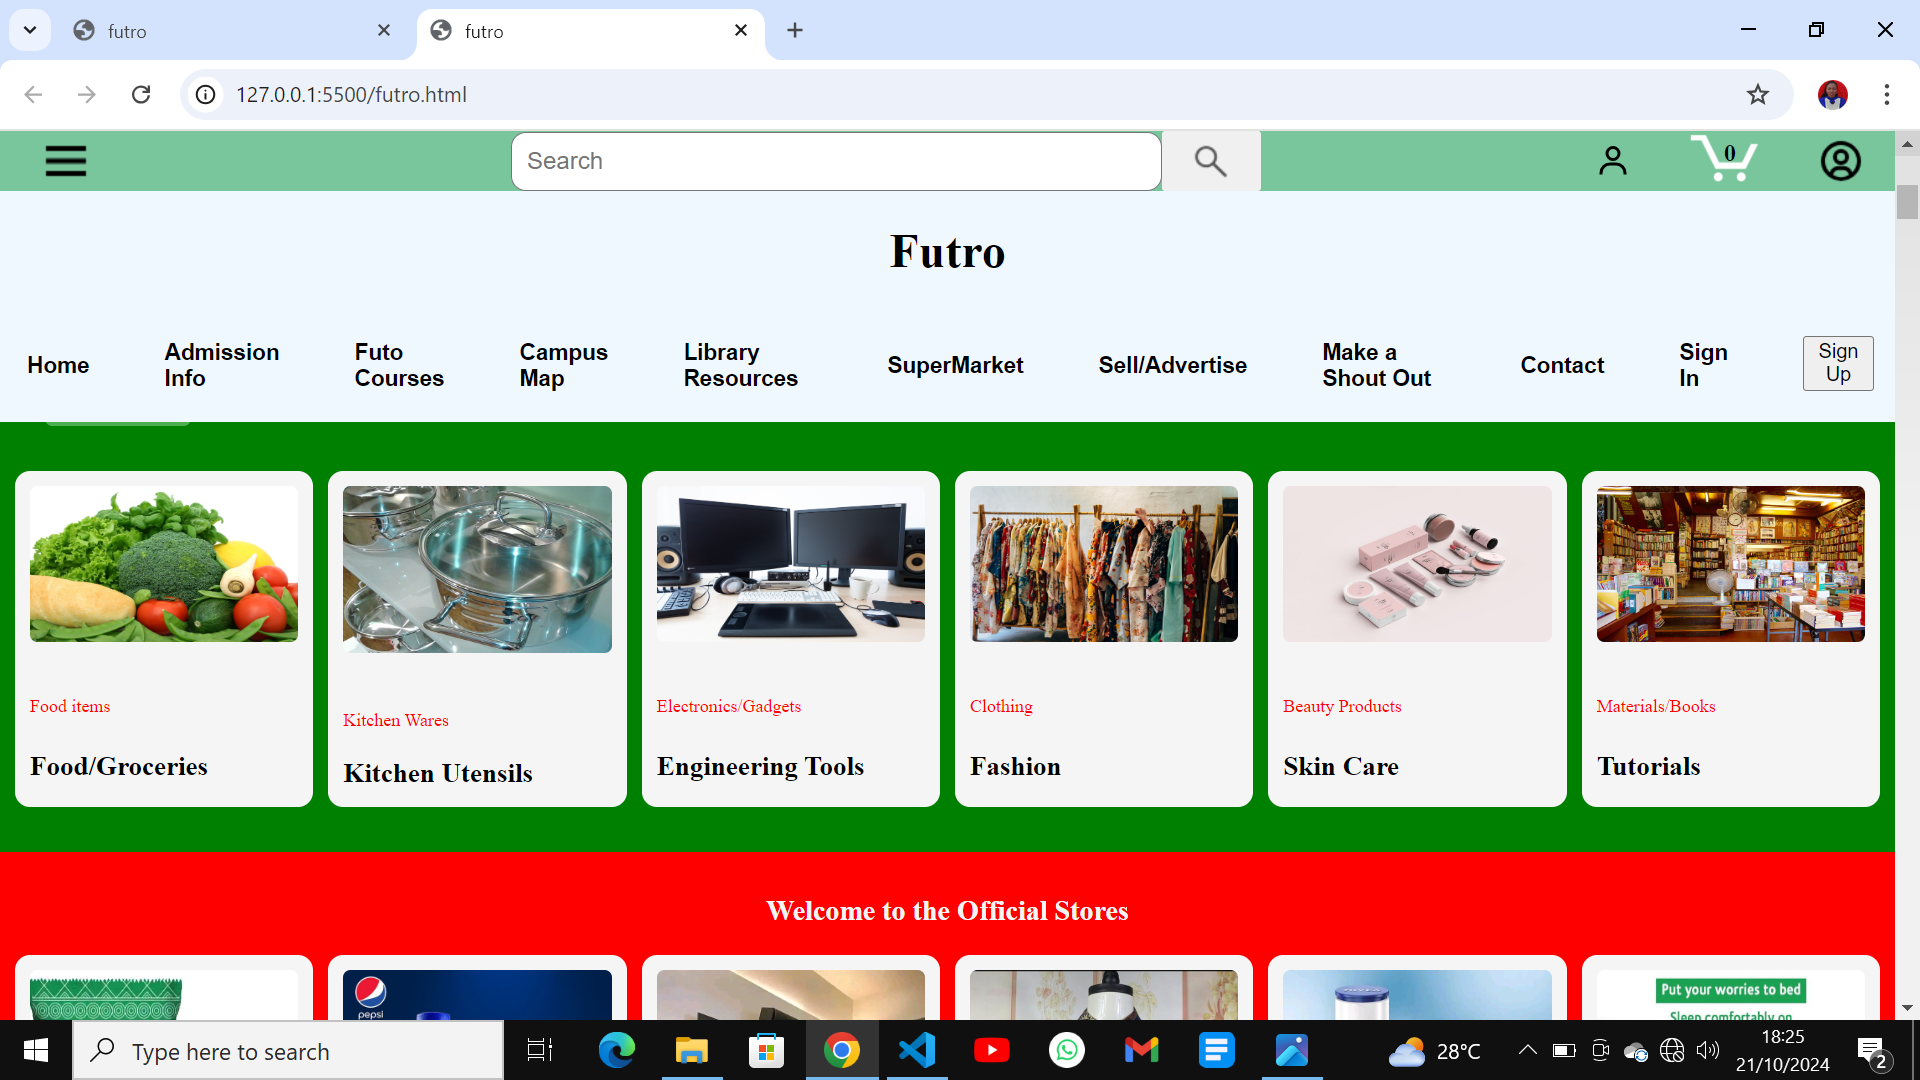 futro
futro
127.0.0.1:5500/futro.html
Search
0
Futro
Home
Admission
Info
Futo
Courses
Campus
Map
Library
Resources
SuperMarket
Sell/Advertise
Make a
Shout Out
Contact
Sign
In
Sign
Up
Food items
Food/Groceries
Kitchen Wares
Kitchen Utensils
Electronics/Gadgets
Engineering Tools
Clothing
Fashion
Beauty Products
Skin Care
Materials/Books
Tutorials
Welcome to the Official Stores
pepsi
NIVEA
Put your worries to bed
Sleep comfortably on
Type here to search
28°C
18:25
21/10/2024
2